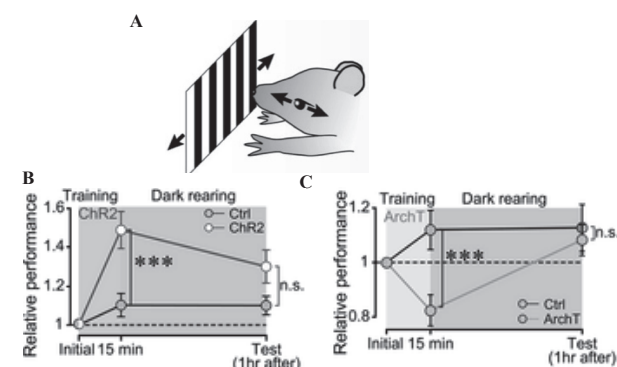 A
B
Training Dark rearing
ChR2
Ctrl
ChR2
Relative performance
1.6
1.4
1.2
1
***
n.s.
Initial 15 min Test
(1hr after)
C
Training Dark rearing
ArchT
Relative performance
1.2
1
0.8
***
n.s.
Ctrl
ArchT
Initial 15 min Test
(1hr after)